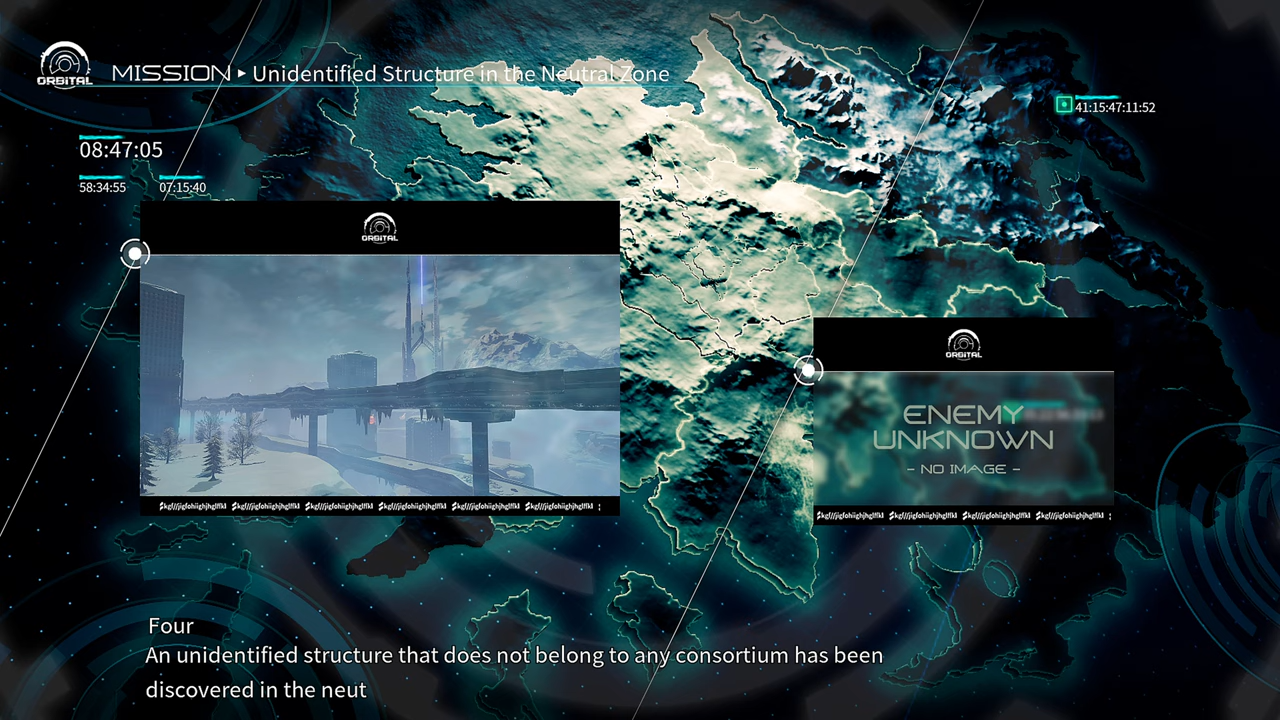 ORBITAL
MISSION ▸ Unidentified Structure in the Neutral Zone
41:15:47:11:52
08:47:05
58:34:55 07:15:40
ORBITAL
ORBITAL
ENEMY
UNKNOWN
- NO IMAGE -
Four
An unidentified structure that does not belong to any consortium has been
discovered in the neut